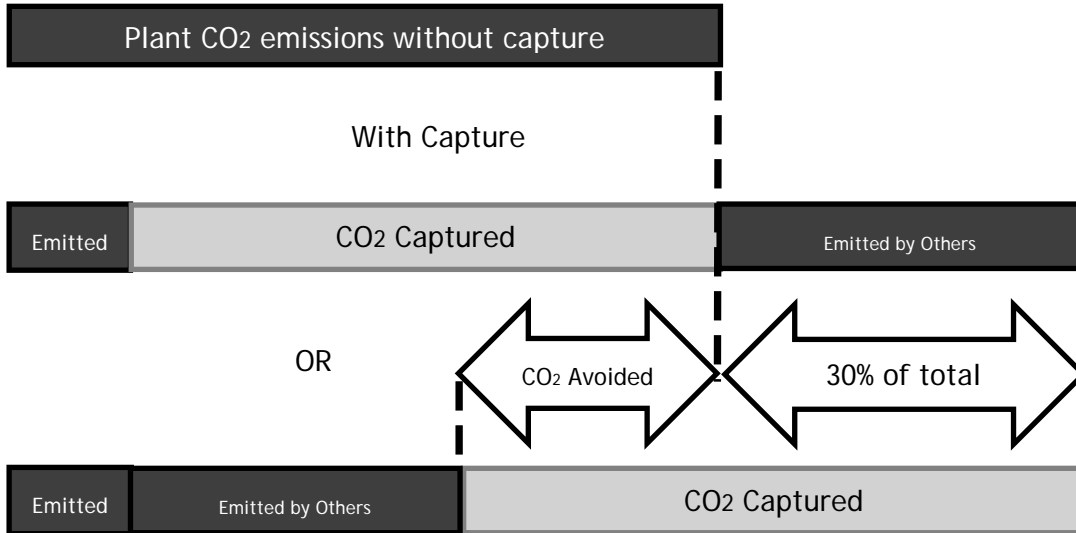 Plant CO2 emissions without capture
With Capture
Emitted
CO2 Captured
Emitted by Others
OR
CO2 Avoided
30% of total
Emitted
Emitted by Others
CO2 Captured